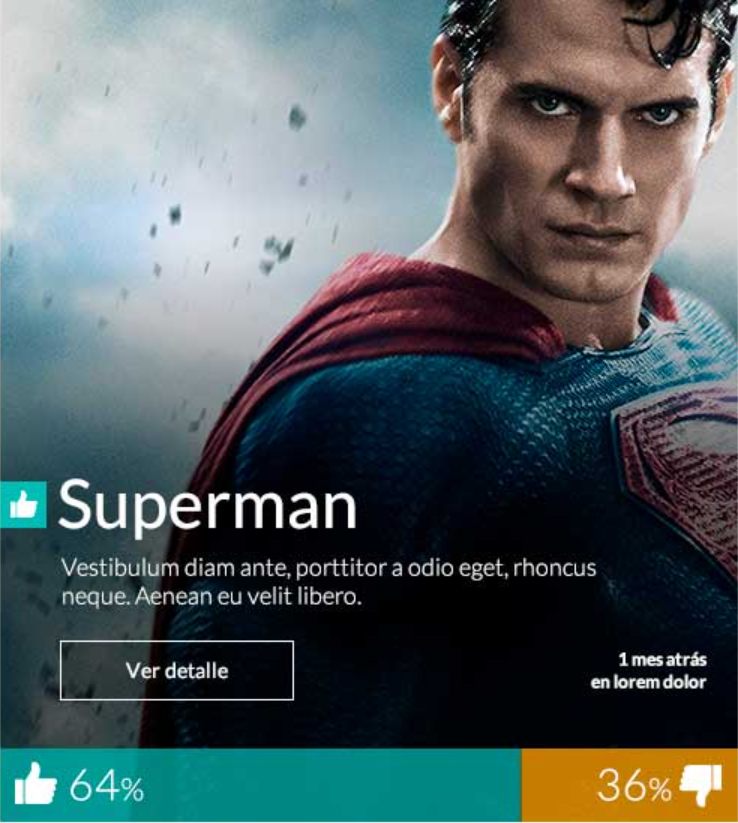 Superman
Vestibulum diam ante, porttitor a odio eget, rhoncus
neque. Aenean eu velit libero.
Ver detalle
1 mes atrás
en lorem dolor
64%
36%